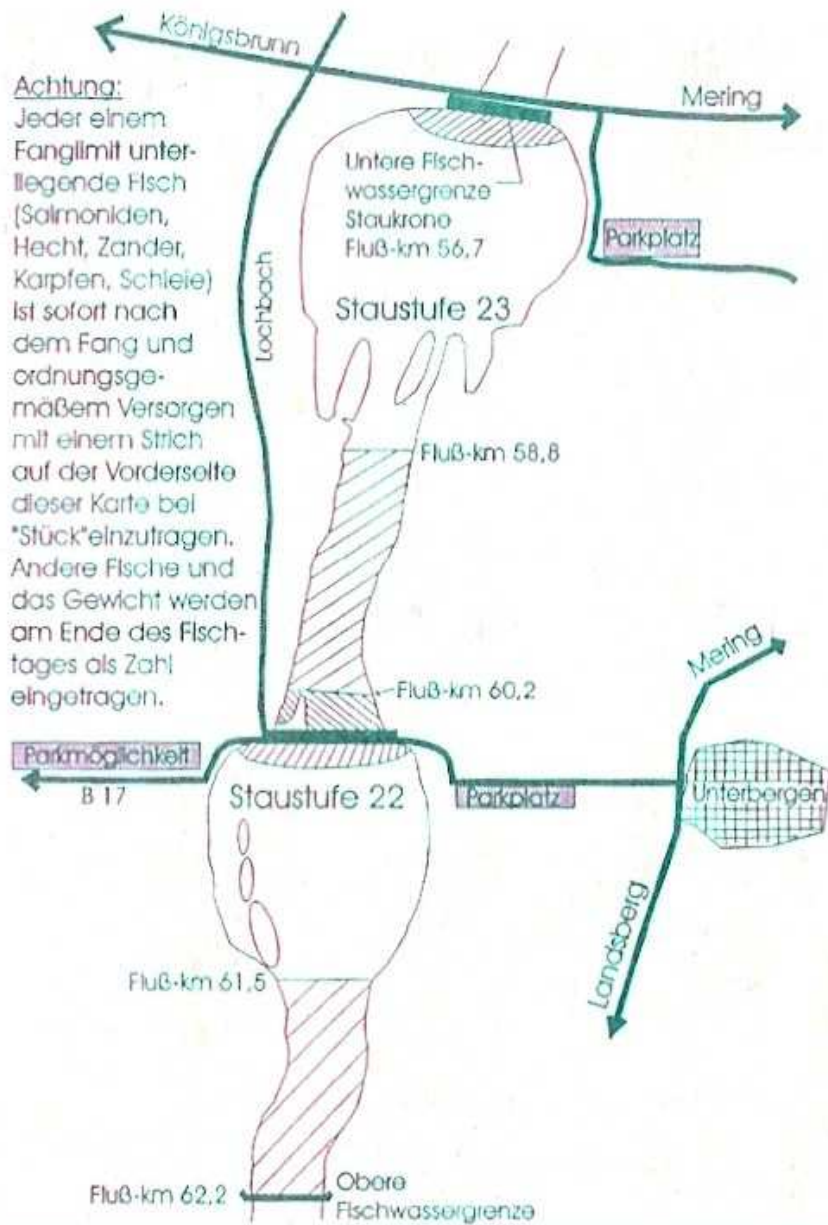 Königsbrunn
Mering
Achtung:
Jeder einem
Fanglimit unter-
liegende Fisch
(Salmoniden,
Hecht, Zander,
Karpfen, Schleie)
ist sofort nach
dem Fang und
ordnungsge-
mäßem Versorgen
mit einem Strich
auf der Vorderseite
dieser Karte bei
"Stück"einzutragen.
Andere Fische und
das Gewicht werden
am Ende des Fisch-
tages als Zahl
eingetragen.
Lochbach
Untere Fisch-
wassergrenze
Staukrone
Fluß-km 56,7
Parkplatz
Staustufe 23
Fluß-km 58,8
Fluß-km 60,2
Mering
Parkmöglichkeit
B 17
Staustufe 22
Parkplatz
Unterbergen
Landsberg
Fluß-km 61,5
Fluß-km 62,2
Obere
Fischwassergrenze